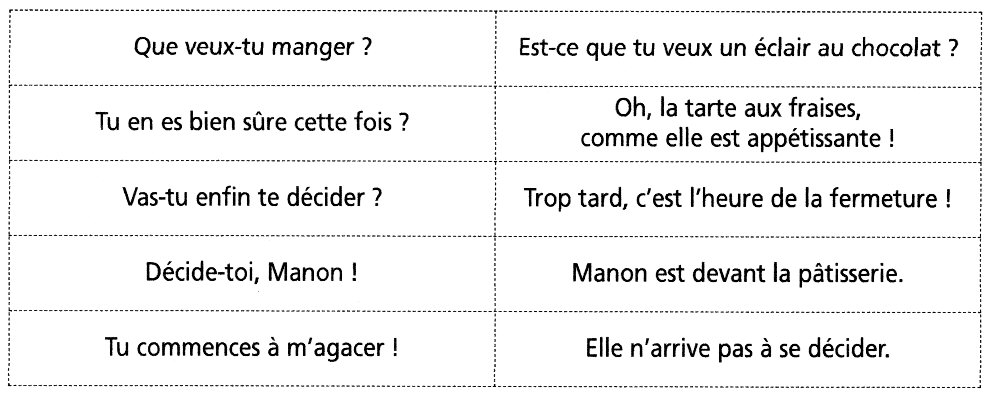 Que veux-tu manger ?
Est-ce que tu veux un éclair au chocolat ?
Tu en es bien sûre cette fois ?
Oh, la tarte aux fraises,
comme elle est appétissante !
Vas-tu enfin te décider ?
Trop tard, c'est l'heure de la fermeture !
Décide-toi, Manon !
Manon est devant la pâtisserie.
Tu commences à m'agacer !
Elle n'arrive pas à se décider.